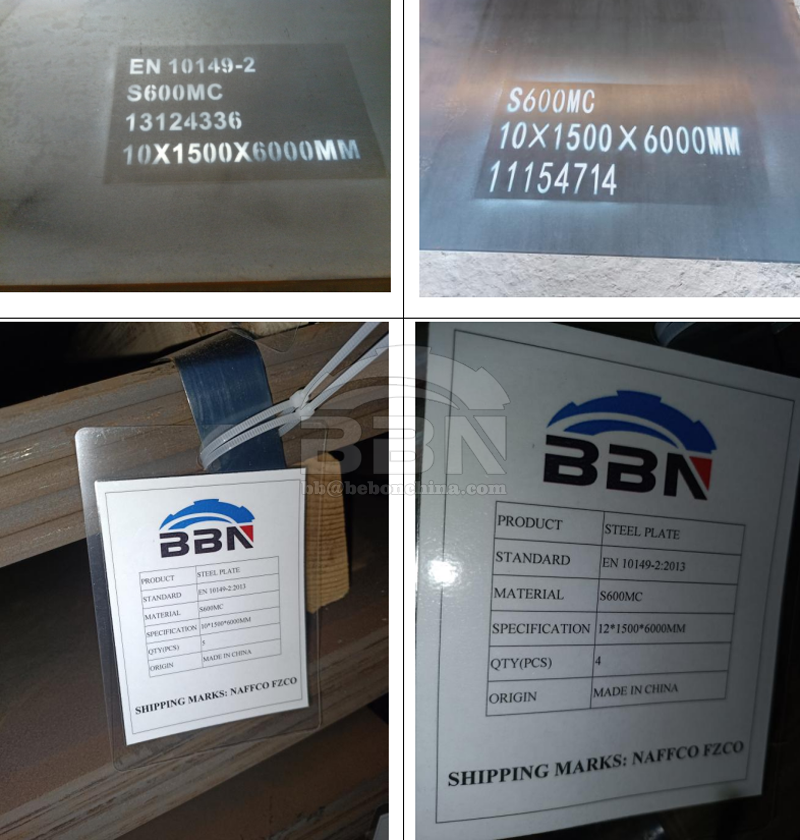 EN 10149-2
S600MC
13124336
10X1500X6000MM
S600MC
10X1500X6000MM
11154714
BBN
PRODUCT STEEL PLATE
STANDARD EN 10149-2:2013
MATERIAL S600MC
SPECIFICATION 10*1500*6000MM
QTY(PCS) 5
ORIGIN MADE IN CHINA
SHIPPING MARKS: NAFFCO FZCO
BBN
PRODUCT STEEL PLATE
STANDARD EN 10149-2:2013
MATERIAL S600MC
SPECIFICATION 12*1500*6000MM
QTY(PCS) 4
ORIGIN MADE IN CHINA
SHIPPING MARKS: NAFFCO FZCO
BBN
bb@bebonchina.com